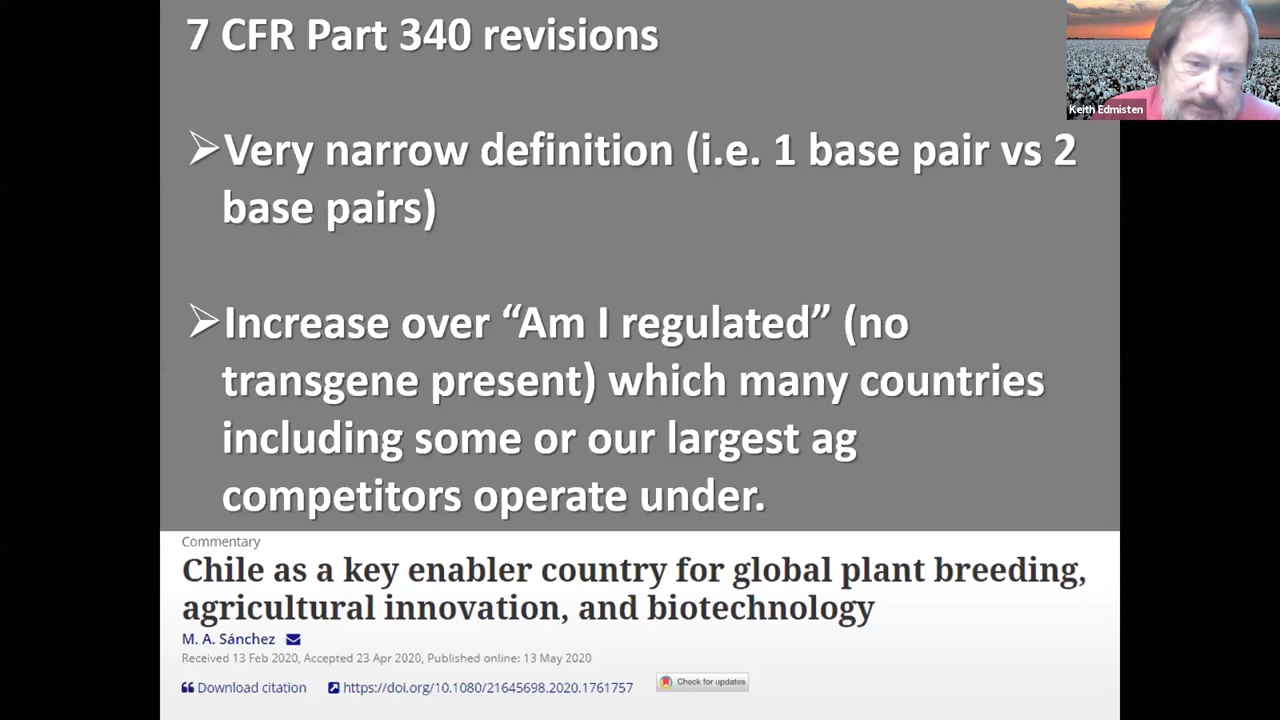 7 CFR Part 340 revisions
Keith Edmisten
➢Very narrow definition (i.e. 1 base pair vs 2
base pairs)
➢Increase over “Am I regulated” (no
transgene present) which many countries
including some or our largest ag
competitors operate under.
Commentary
Chile as a key enabler country for global plant breeding,
agricultural innovation, and biotechnology
M. A. Sánchez
Received 13 Feb 2020, Accepted 23 Apr 2020, Published online: 13 May 2020
Download citation https://doi.org/10.1080/21645698.2020.1761757 Check for updates